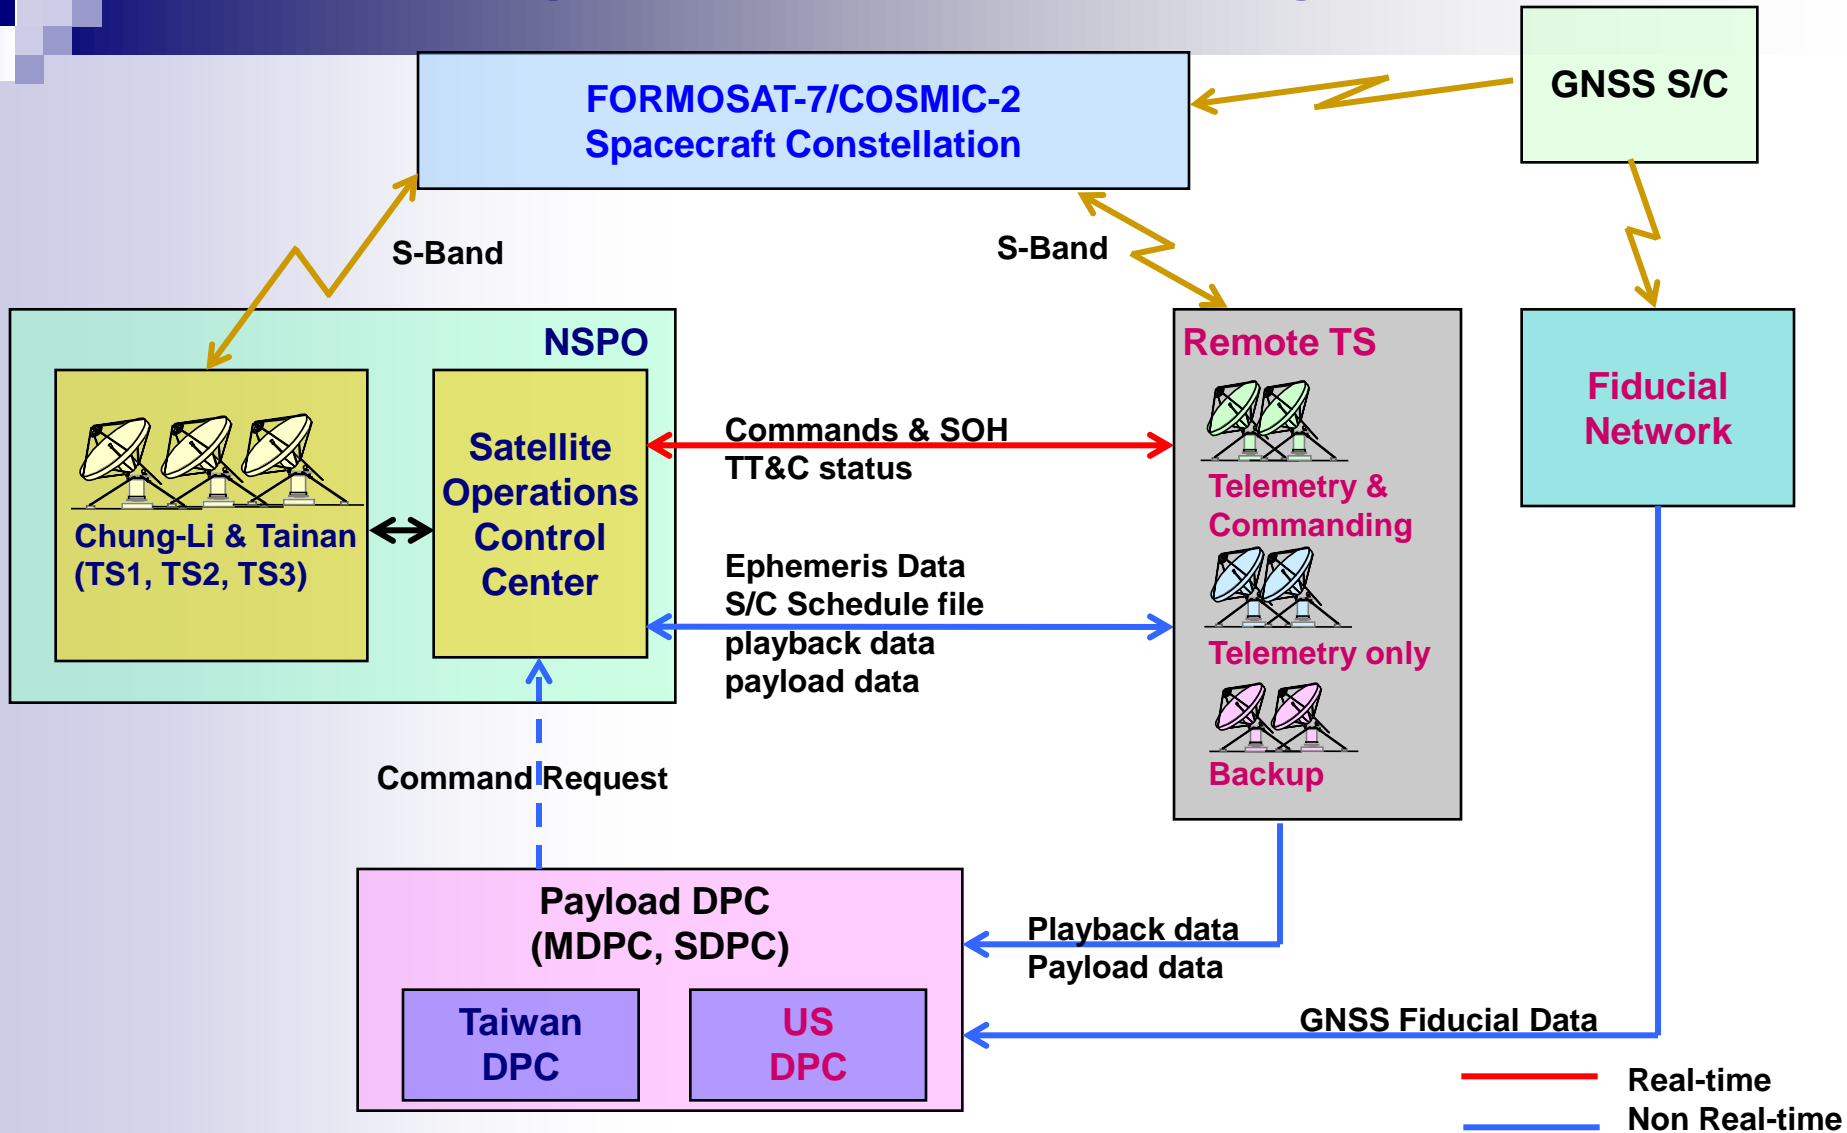 FORMOSAT-7/COSMIC-2
Spacecraft Constellation
GNSS S/C
S-Band
S-Band
NSPO
Chung-Li & Tainan
(TS1, TS2, TS3)
Satellite
Operations
Control
Center
Commands & SOH
TT&C status
Ephemeris Data
S/C Schedule file
playback data
payload data
Remote TS
Telemetry &
Commanding
Telemetry only
Backup
Fiducial
Network
Command Request
Payload DPC
(MDPC, SDPC)
Taiwan
DPC
US
DPC
Playback data
Payload data
GNSS Fiducial Data
Real-time
Non Real-time